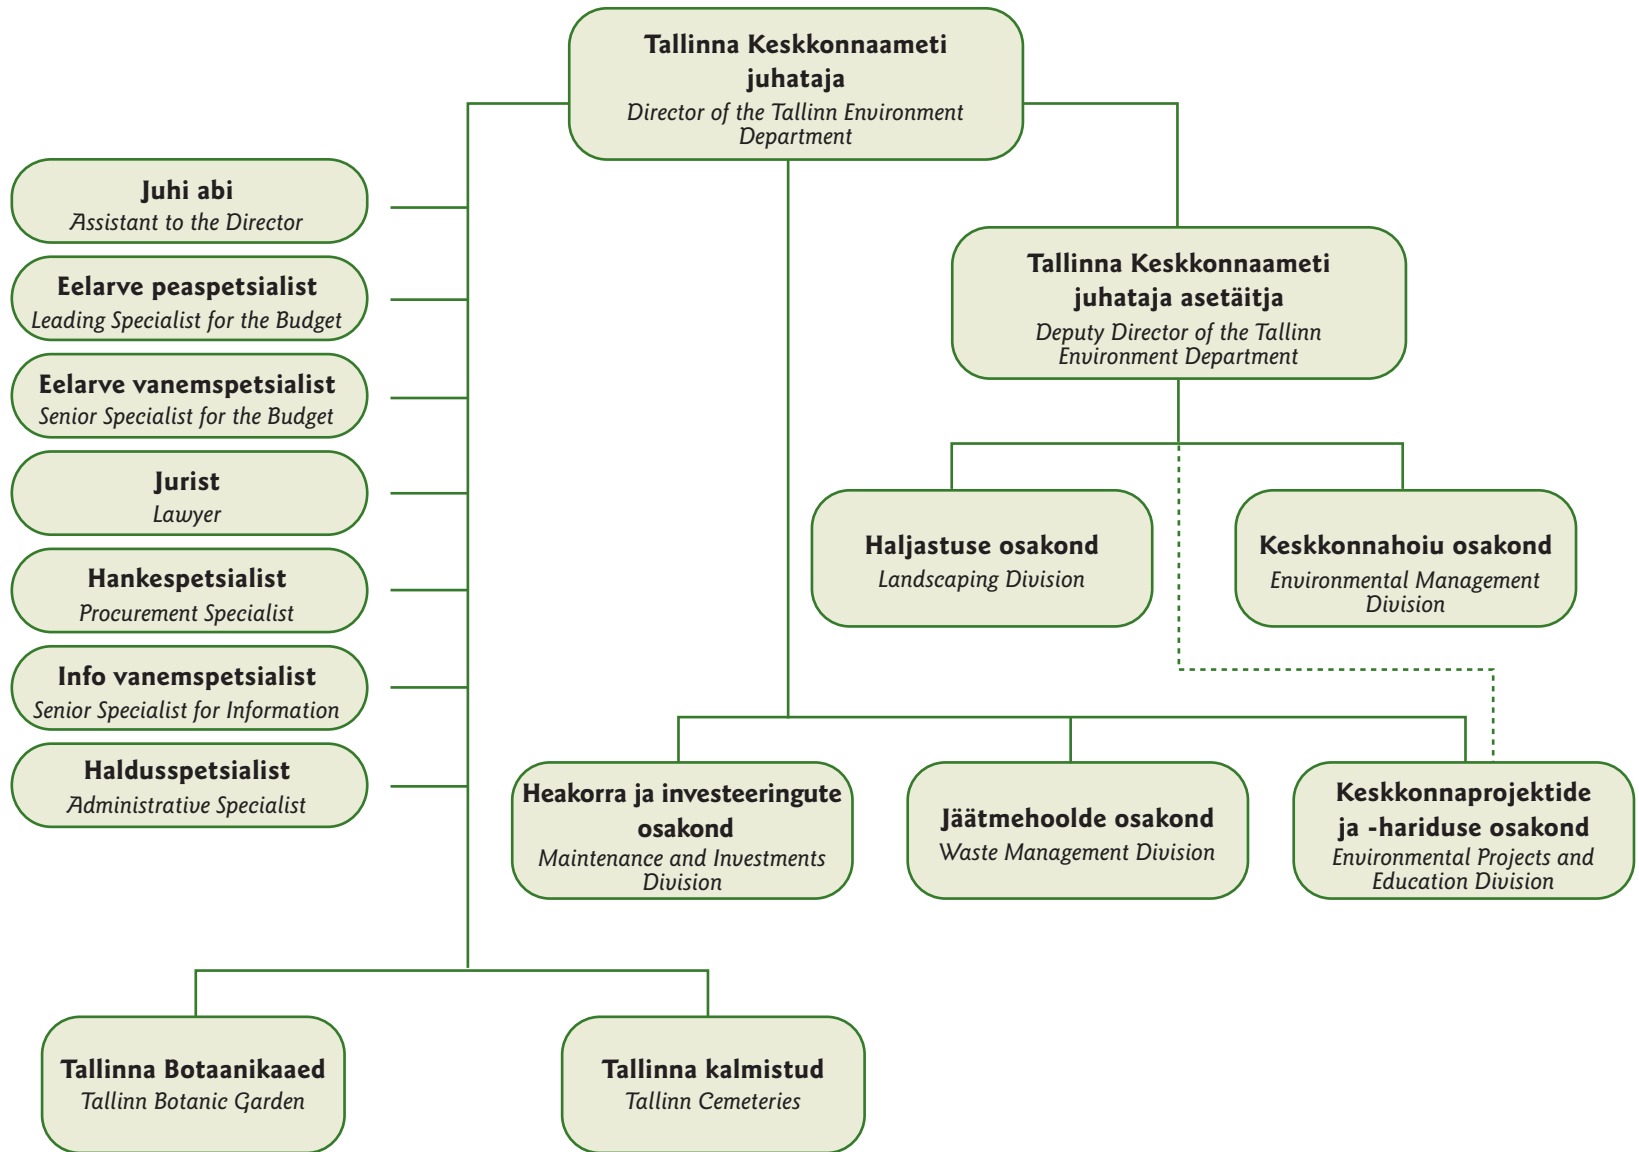 Tallinna Keskkonnaameti
juhataja
Director of the Tallinn Environment
Department
Juhi abi
Assistant to the Director
Eelarve peaspetsialist
Leading Specialist for the Budget
Eelarve vanemspetsialist
Senior Specialist for the Budget
Jurist
Lawyer
Hankespetsialist
Procurement Specialist
Info vanemspetsialist
Senior Specialist for Information
Haldusspetsialist
Administrative Specialist
Tallinna Keskkonnaameti
juhataja asetäitja
Deputy Director of the Tallinn
Environment Department
Haljastuse osakond
Landscaping Division
Keskkonnahoiu osakond
Environmental Management
Division
Heakorra ja investeeringute
osakond
Maintenance and Investments
Division
Jäätmehoolde osakond
Waste Management Division
Keskkonnaprojektide
ja -hariduse osakond
Environmental Projects and
Education Division
Tallinna Botaanikaaed
Tallinn Botanic Garden
Tallinna kalmistud
Tallinn Cemeteries